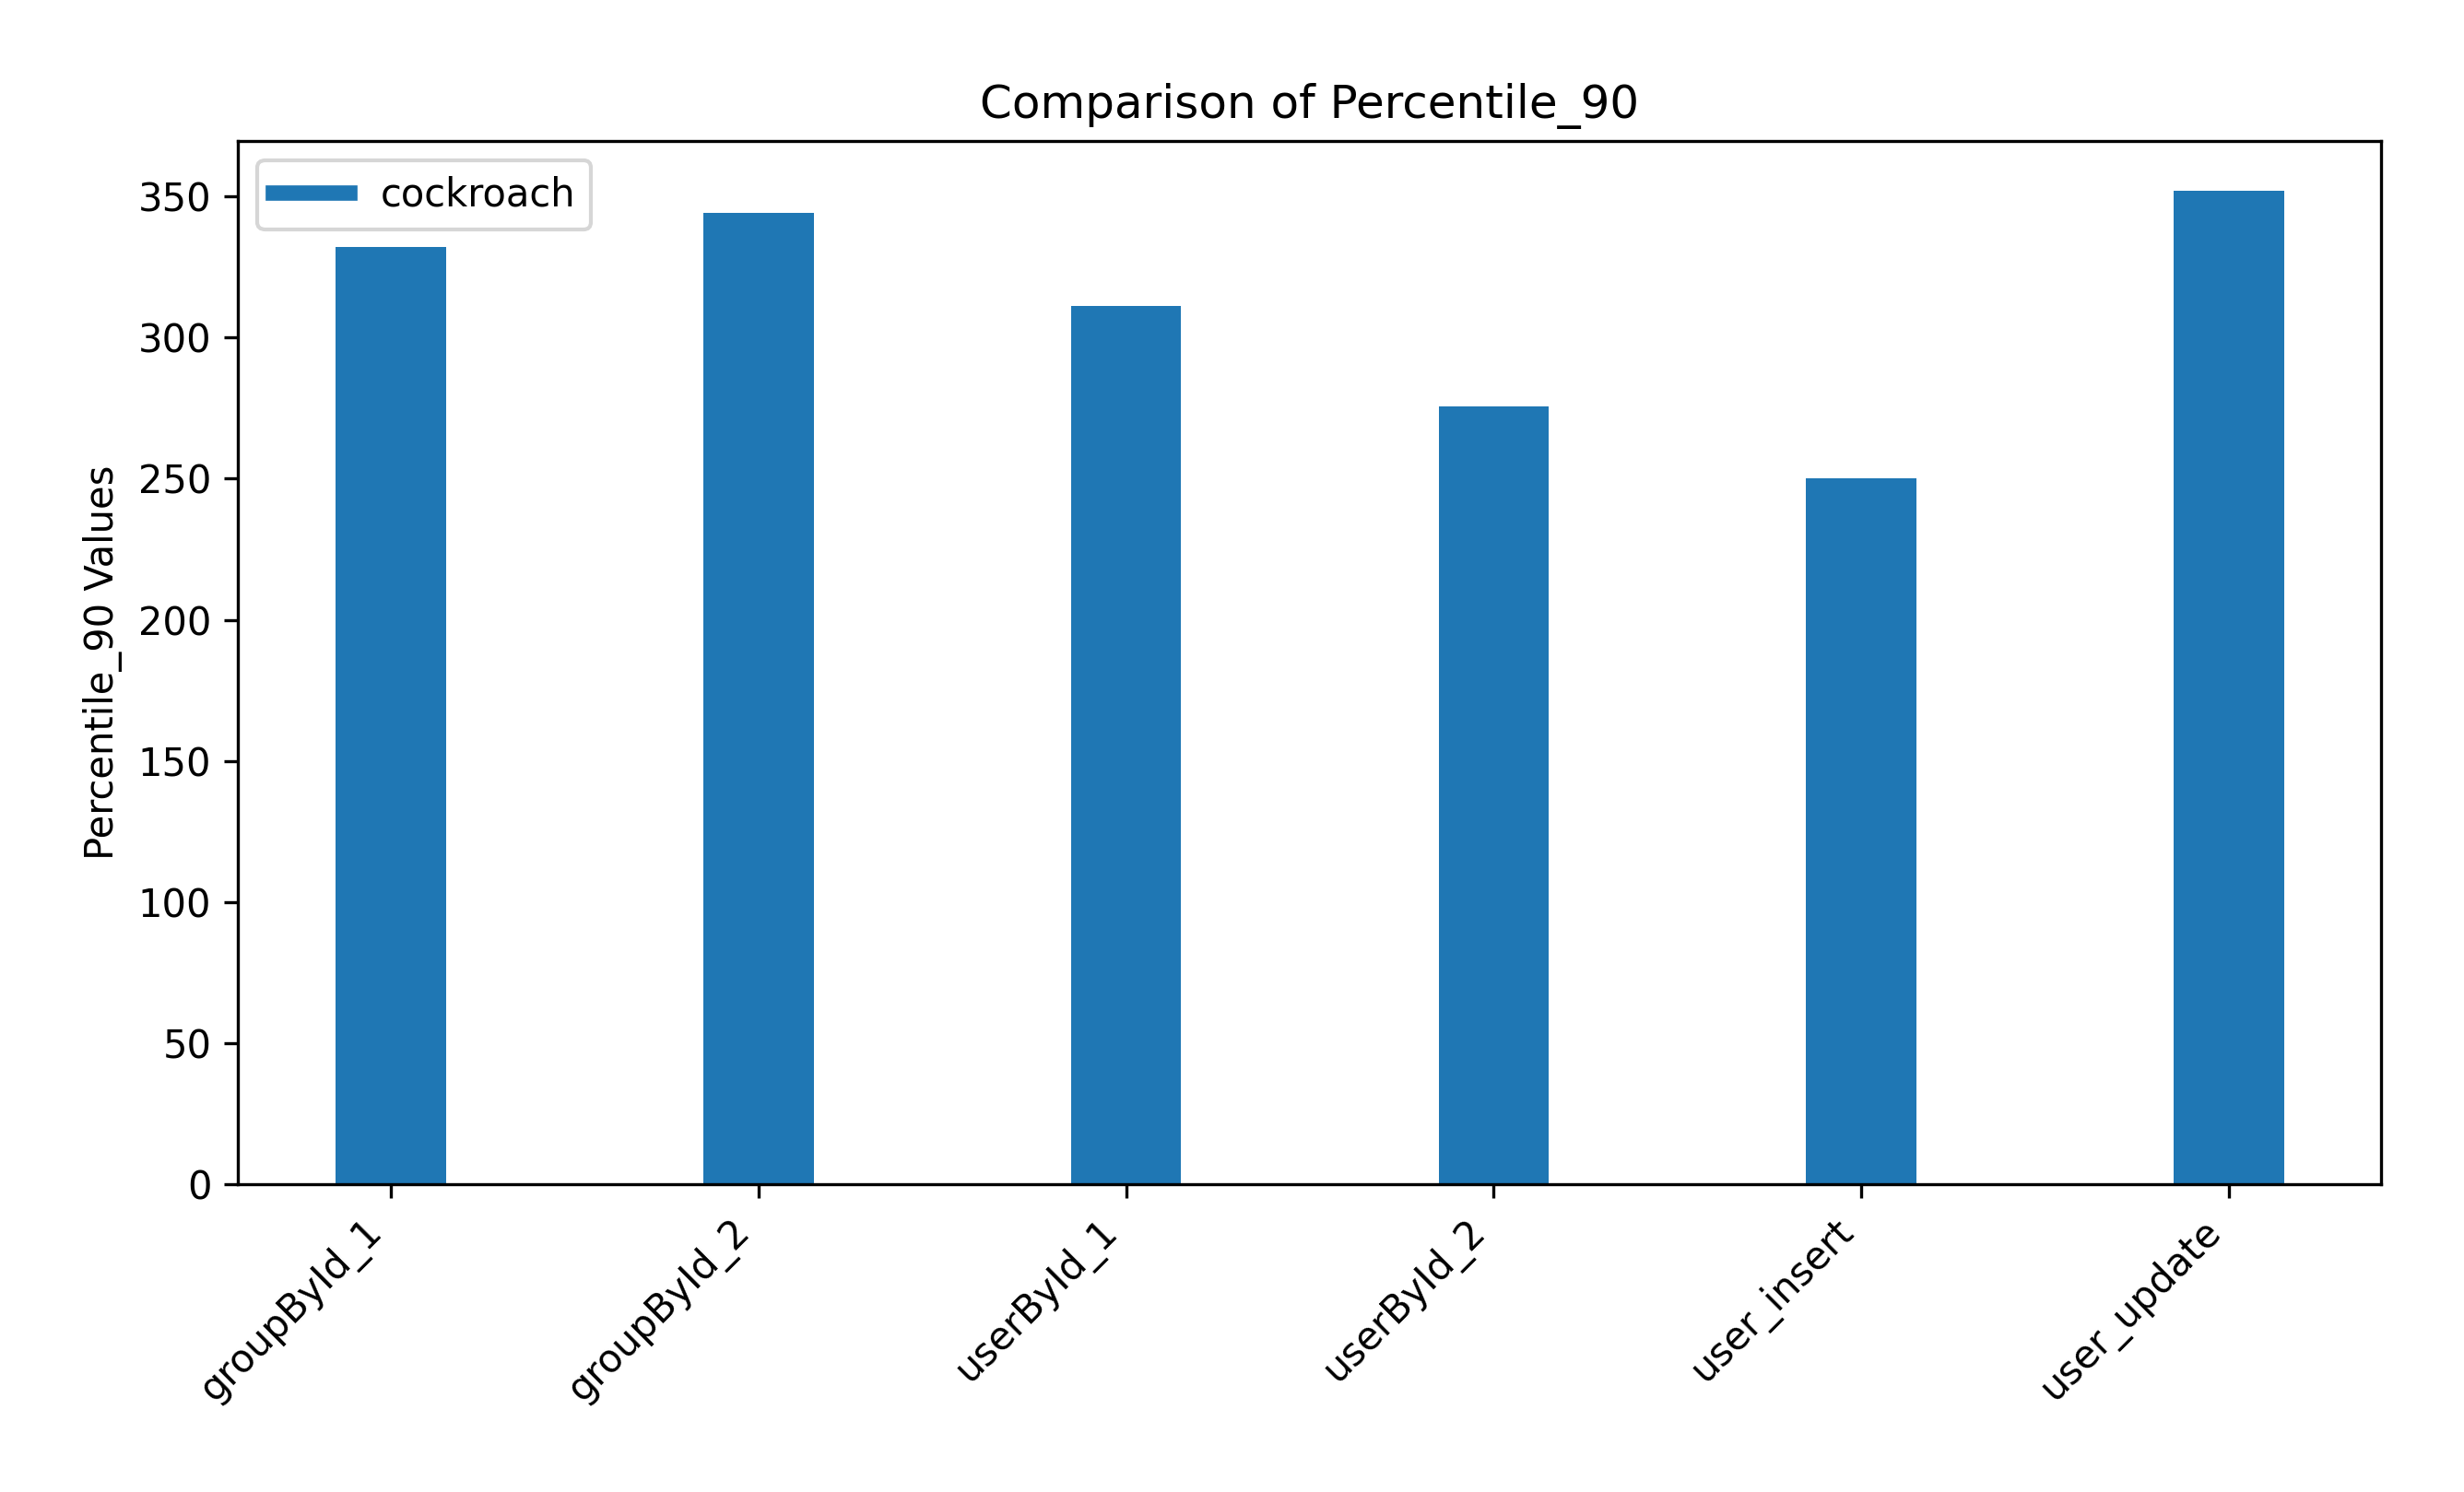 Comparison of Percentile_90
cockroach
Percentile_90 Values
350
300
250
200
150
100
50
0
groupById_1
groupById_2
userById_1
userById_2
user_insert
user_update